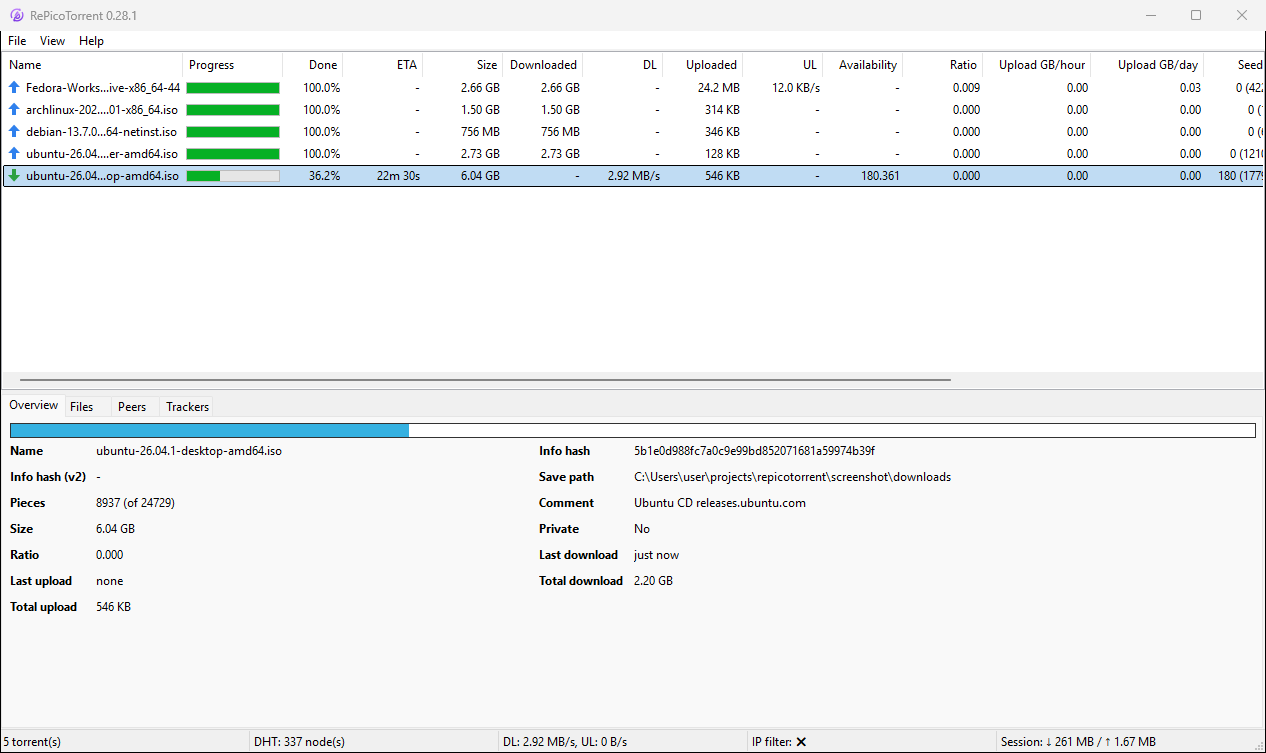 RePicoTorrent 0.28.1
File View Help
Name Progress Done ETA Size Downloaded DL Uploaded UL Availability Ratio Upload GB/hour Upload GB/day Seed
Fedora-Works...ive-x86_64-44 100.0% - 2.66 GB 2.66 GB - 24.2 MB 12.0 KB/s - 0.009 0.00 0.03 0 (422
archlinux-202....01-x86_64.iso 100.0% - 1.50 GB 1.50 GB - 314 KB - - 0.000 0.00 0.00 0 (
debian-13.7.0...64-netinst.iso 100.0% - 756 MB 756 MB - 346 KB - - 0.000 0.00 0.00 0 (
ubuntu-26.04....er-amd64.iso 100.0% - 2.73 GB 2.73 GB - 128 KB - - 0.000 0.00 0.00 0 (1210
ubuntu-26.04...op-amd64.iso 36.2% 22m 30s 6.04 GB - 2.92 MB/s 546 KB - 180.361 0.000 0.00 0.00 180 (1779
Overview Files Peers Trackers
Name ubuntu-26.04.1-desktop-amd64.iso Info hash 5b1e0d988fc7a0c9e99bd852071681a59974b39f
Info hash (v2) - Save path C:\Users\user\projects\repicotorrent\screenshot\downloads
Pieces 8937 (of 24729) Comment Ubuntu CD releases.ubuntu.com
Size 6.04 GB Private No
Ratio 0.000 Last download just now
Last upload none Total download 2.20 GB
Total upload 546 KB
5 torrent(s) DHT: 337 node(s) DL: 2.92 MB/s, UL: 0 B/s IP filter: ✕ Session: ↓ 261 MB / ↑ 1.67 MB